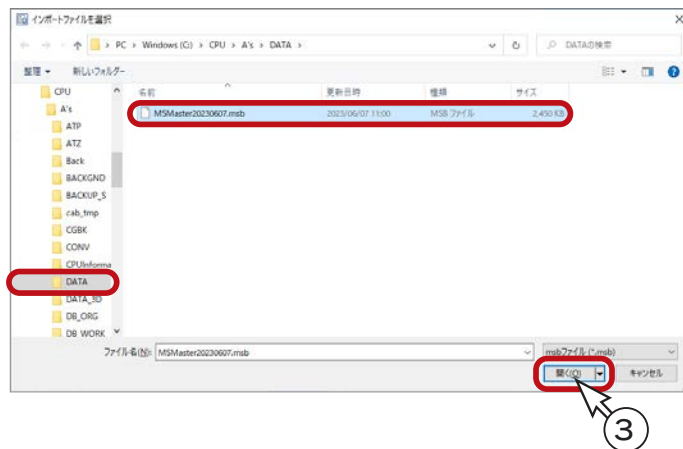 インポートファイルを選択
PC › Windows (C:) › CPU › A's › DATA ›
DATAの検索
整理 新しいフォルダー
名前 更新日時 種類 サイズ
CPU
A's
ATP
ATZ
Back
BACKGND
BACKUP_S
cab_tmp
CGBK
CONV
CPUInforma
DATA
DATA_3D
DB_ORG
DB WORK
MSMaster20230607.msb 2023/06/07 11:00 MSB ファイル 2,450 KB
ファイル名(N): MSMaster20230607.msb msbファイル (*.msb)
開く(O) キャンセル
3